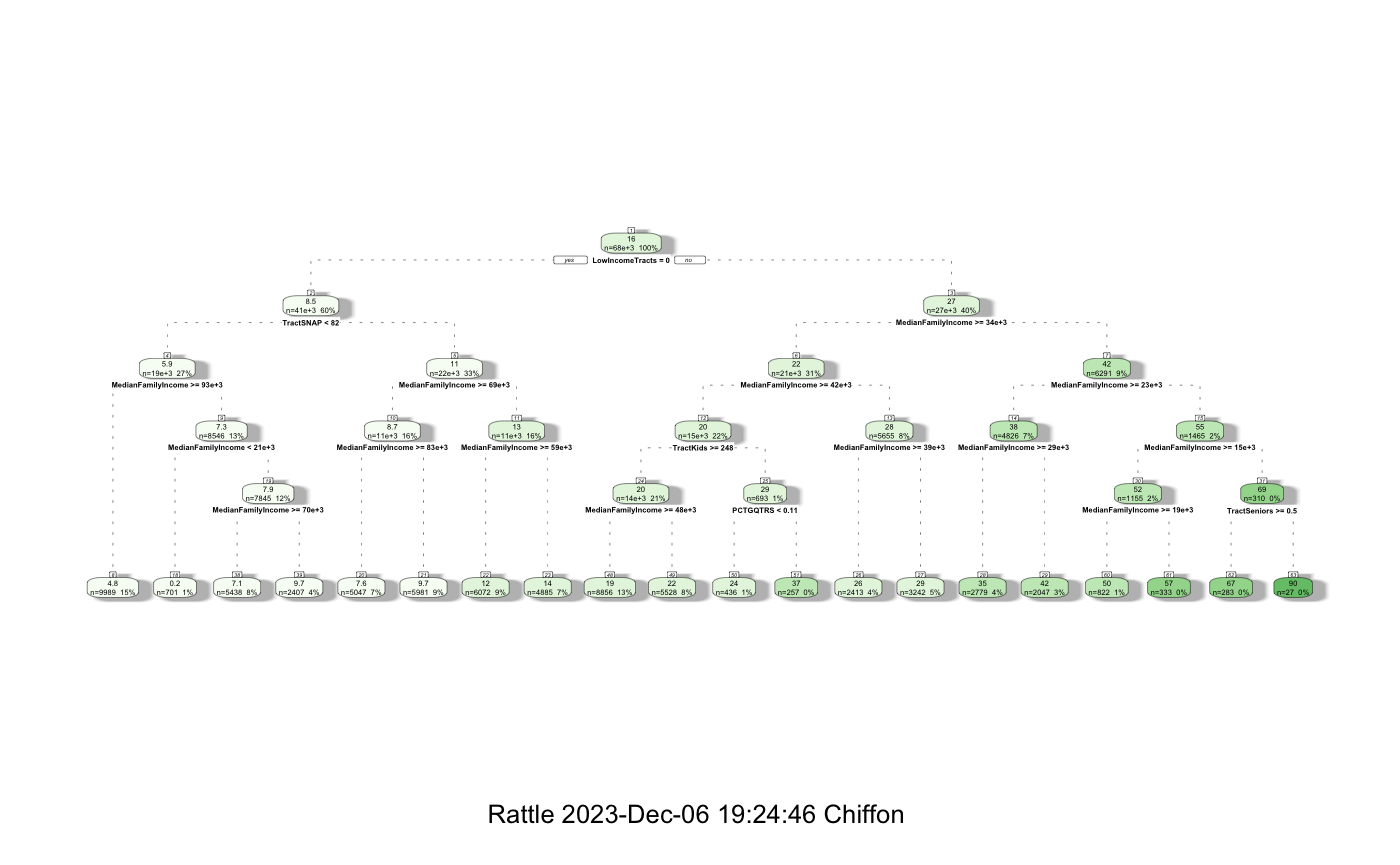 1
16
n=68e+3 100%
yes LowIncomeTracts = 0 no
2 3
8.5 27
n=41e+3 60% n=27e+3 40%
TractSNAP < 82 MedianFamilyIncome >= 34e+3
4 5 6 7
5.9 11 22 42
n=19e+3 27% n=22e+3 33% n=21e+3 31% n=6291 9%
MedianFamilyIncome >= 93e+3 MedianFamilyIncome >= 69e+3 MedianFamilyIncome >= 42e+3 MedianFamilyIncome >= 23e+3
9 10 11 12 13 14 15
7.3 8.7 13 20 28 38 55
n=8546 13% n=11e+3 16% n=11e+3 16% n=15e+3 22% n=5655 8% n=4826 7% n=1465 2%
MedianFamilyIncome < 21e+3 MedianFamilyIncome >= 83e+3 MedianFamilyIncome >= 59e+3 TractKids >= 248 MedianFamilyIncome >= 39e+3 MedianFamilyIncome >= 29e+3 MedianFamilyIncome >= 15e+3
19 24 25 30 31
7.9 20 29 52 69
n=7845 12% n=14e+3 21% n=693 1% n=1155 2% n=310 0%
MedianFamilyIncome >= 70e+3 MedianFamilyIncome >= 48e+3 PCTGQTRS < 0.11 MedianFamilyIncome >= 19e+3 TractSeniors >= 0.5
8 18 38 39 20 21 22 23 48 49 50 51 26 27 28 29 60 61 62 63
4.8 0.2 7.1 9.7 7.6 9.7 12 14 19 22 24 37 26 29 35 42 50 57 67 90
n=9989 15% n=701 1% n=5438 8% n=2407 4% n=5047 7% n=5981 9% n=6072 9% n=4885 7% n=8856 13% n=5528 8% n=436 1% n=257 0% n=2413 4% n=3242 5% n=2779 4% n=2047 3% n=822 1% n=333 0% n=283 0% n=27 0%
Rattle 2023-Dec-06 19:24:46 Chiffon